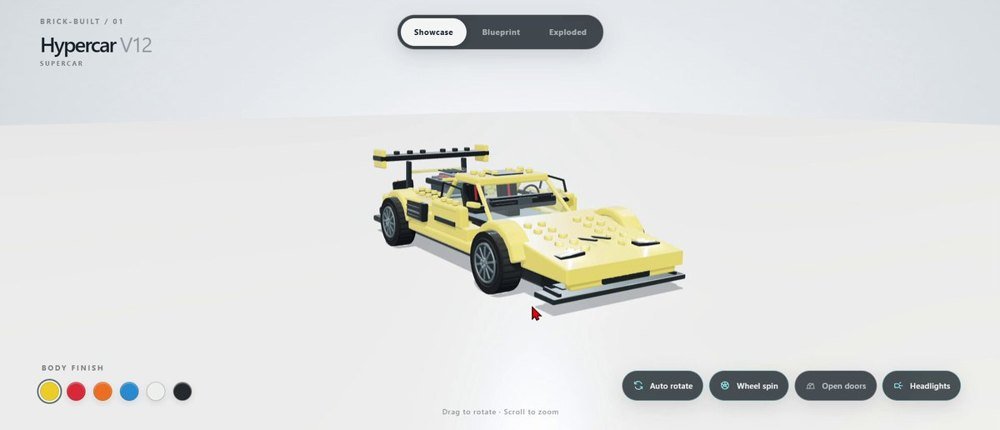 BRICK-BUILT / 01
Hypercar V12
SUPERCAR
Showcase
Blueprint
Exploded
BODY FINISH
Drag to rotate · Scroll to zoom
Auto rotate
Wheel spin
Open doors
Headlights